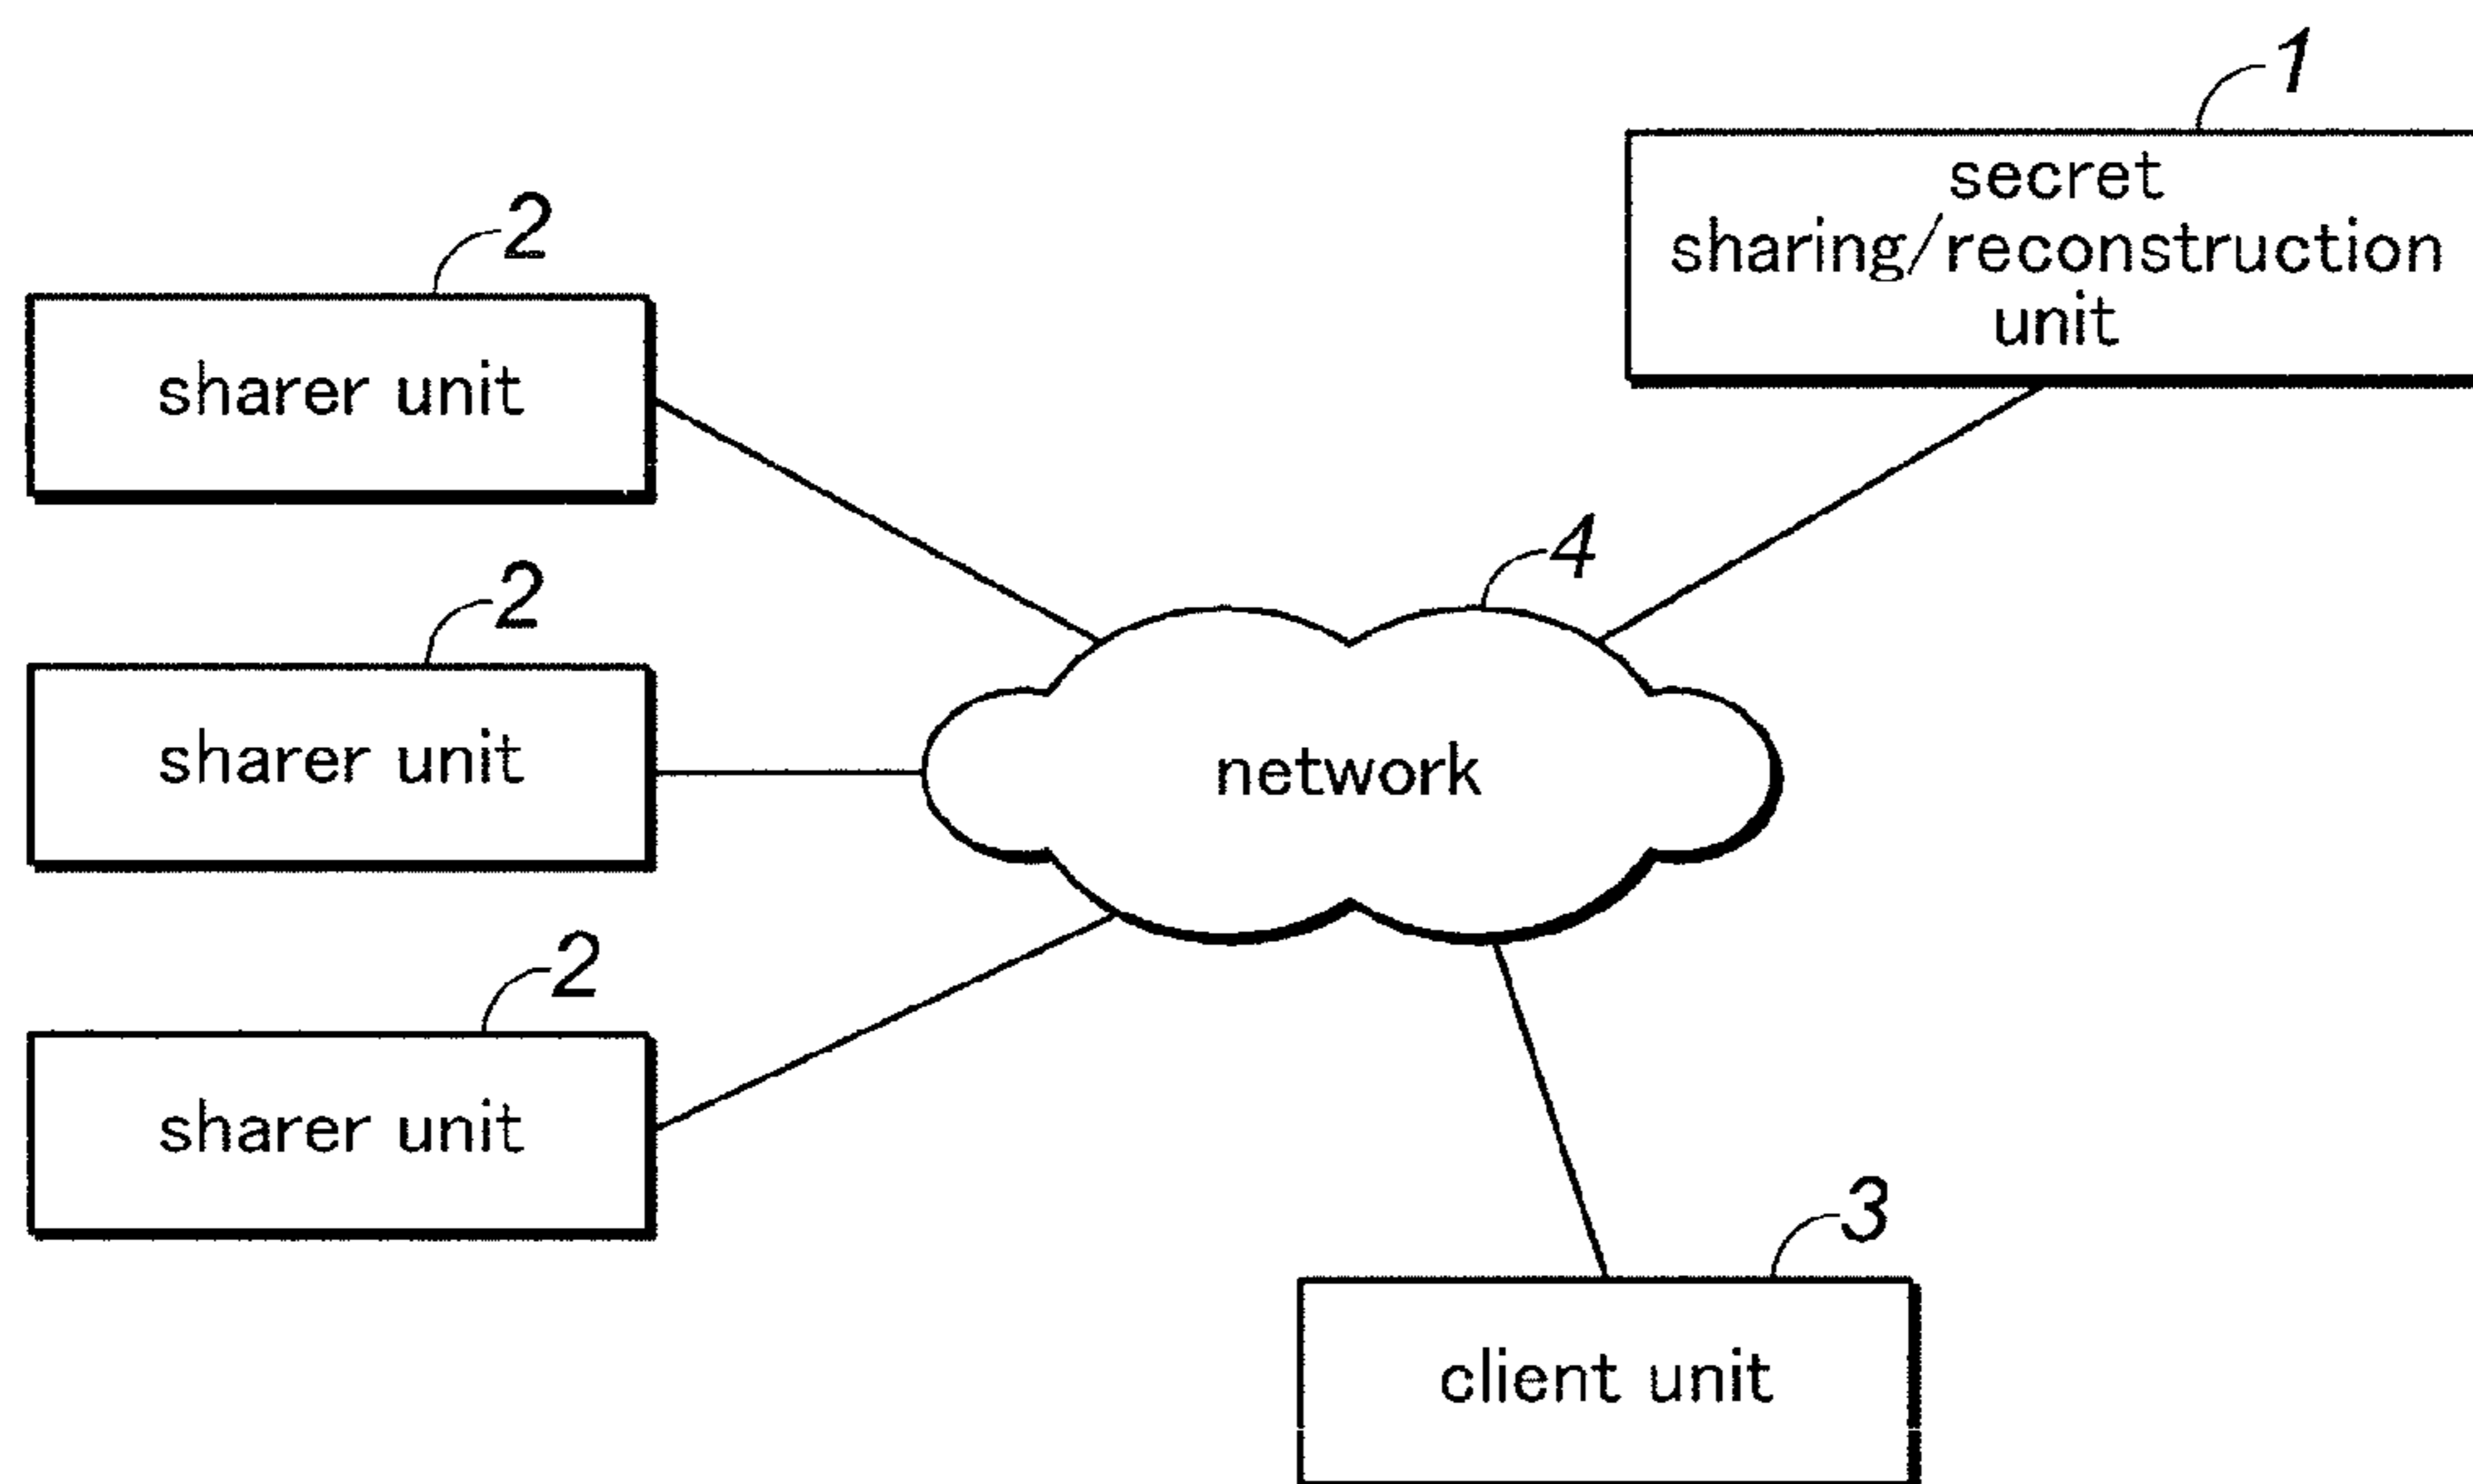 1
secret
sharing/reconstruction
unit
2
sharer unit
4
2
sharer unit
network
2
sharer unit
3
client unit